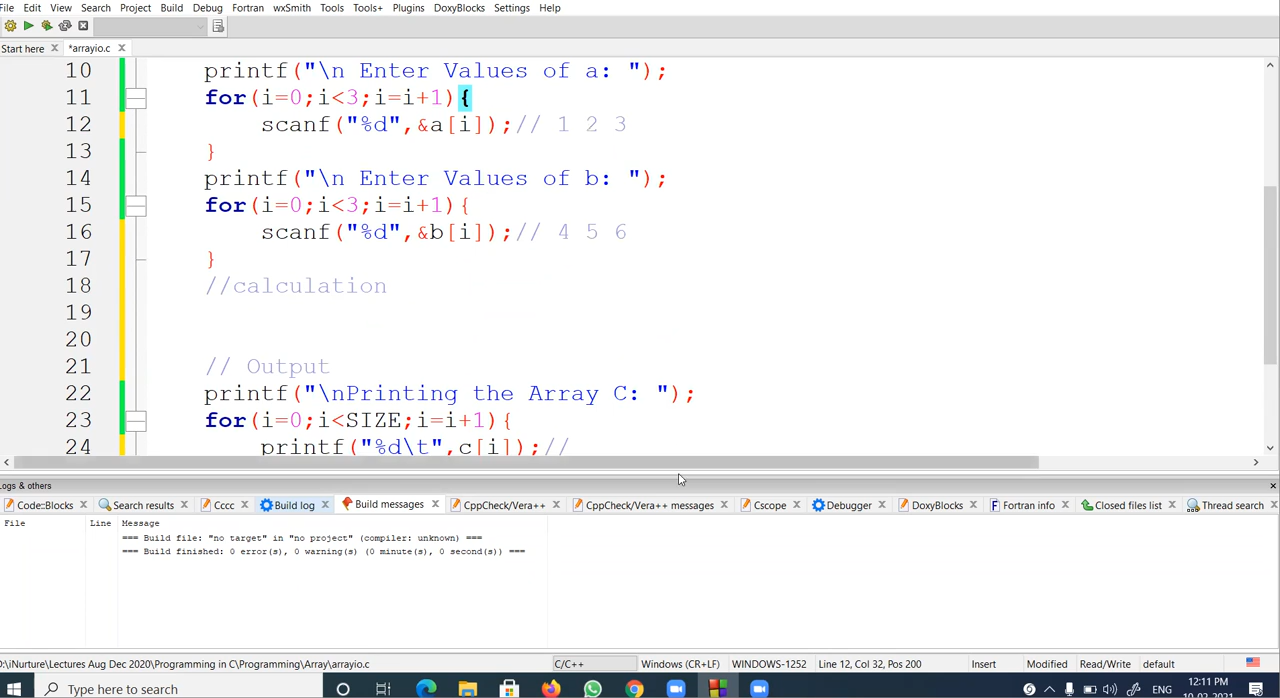 File Edit View Search Project Build Debug Fortran wxSmith Tools Tools+ Plugins DoxyBlocks Settings Help
Start here *arrayio.c
10 printf("\n Enter Values of a: ");
11 for(i=0;i<3;i=i+1){
12 scanf("%d",&a[i]);// 1 2 3
13 }
14 printf("\n Enter Values of b: ");
15 for(i=0;i<3;i=i+1){
16 scanf("%d",&b[i]);// 4 5 6
17 }
18 //calculation
19
20
21 // Output
22 printf("\nPrinting the Array C: ");
23 for(i=0;i<SIZE;i=i+1){
24 printf("%d\t",c[i]);//
Logs & others
Code::Blocks Search results Cccc Build log Build messages CppCheck/Vera++ CppCheck/Vera++ messages Cscope Debugger DoxyBlocks Fortran info Closed files list Thread search
File Line Message
=== Build file: "no target" in "no project" (compiler: unknown) ===
=== Build finished: 0 error(s), 0 warning(s) (0 minute(s), 0 second(s)) ===
D:\iNurture\Lectures Aug Dec 2020\Programming in C\Programming\Array\arrayio.c C/C++ Windows (CR+LF) WINDOWS-1252 Line 12, Col 32, Pos 200 Insert Modified Read/Write default
Type here to search ENG 12:11 PM